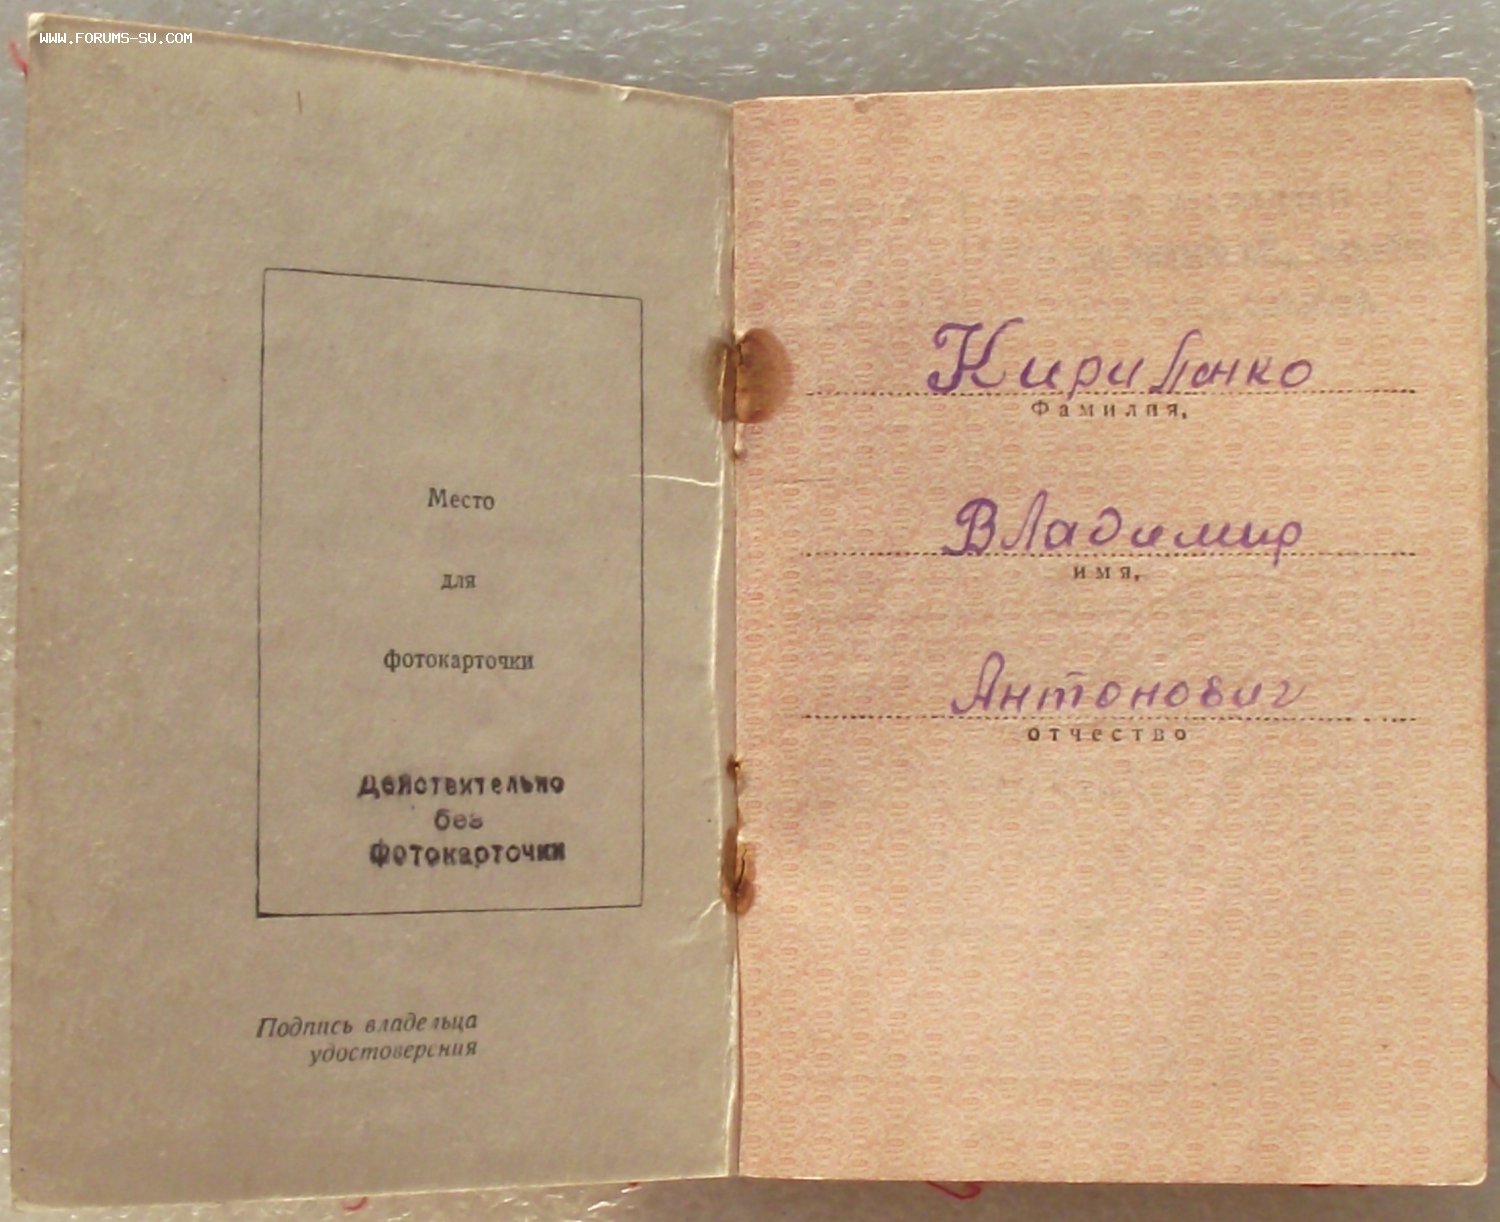 WWW.FORUMS-SU.COM
Место
для
фотокарточки
Действительно
без
Фотокарточки
Подпись владельца
удостоверения
Кириленко
Фамилия,
Владимир
имя,
Антонович
отчество